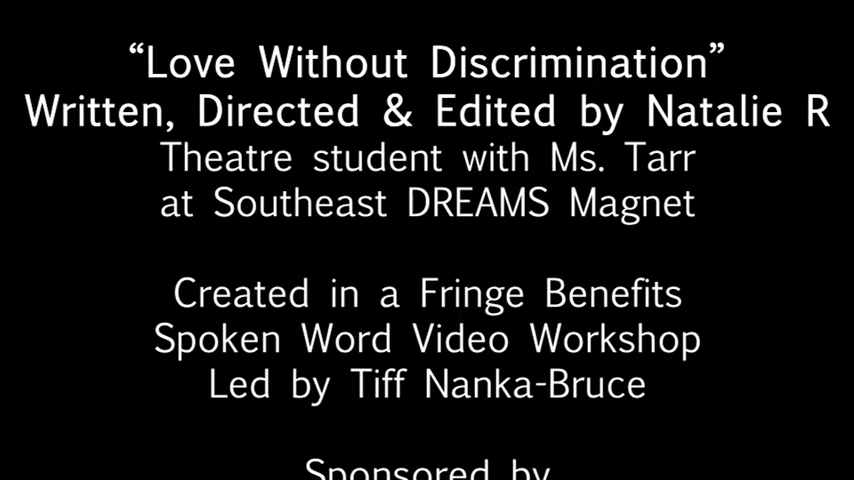 “Love Without Discrimination”
Written, Directed & Edited by Natalie R
Theatre student with Ms. Tarr
at Southeast DREAMS Magnet
Created in a Fringe Benefits
Spoken Word Video Workshop
Led by Tiff Nanka-Bruce
Sponsored by